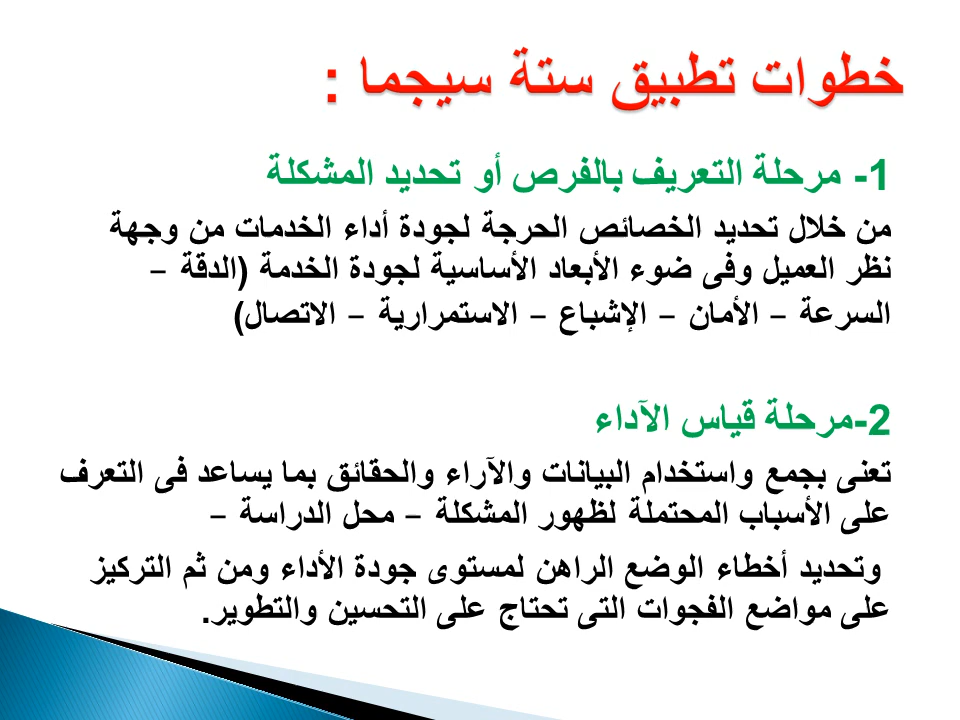 خطوات تطبيق ستة سيجما :
1- مرحلة التعريف بالفرص أو تحديد المشكلة
من خلال تحديد الخصائص الحرجة لجودة أداء الخدمات من وجهة
نظر العميل وفى ضوء الأبعاد الأساسية لجودة الخدمة (الدقة –
السرعة – الأمان – الإشباع – الاستمرارية – الاتصال)
2-مرحلة قياس الآداء
تعنى بجمع واستخدام البيانات والآراء والحقائق بما يساعد فى التعرف
على الأسباب المحتملة لظهور المشكلة – محل الدراسة –
وتحديد أخطاء الوضع الراهن لمستوى جودة الأداء ومن ثم التركيز
على مواضع الفجوات التى تحتاج على التحسين والتطوير.